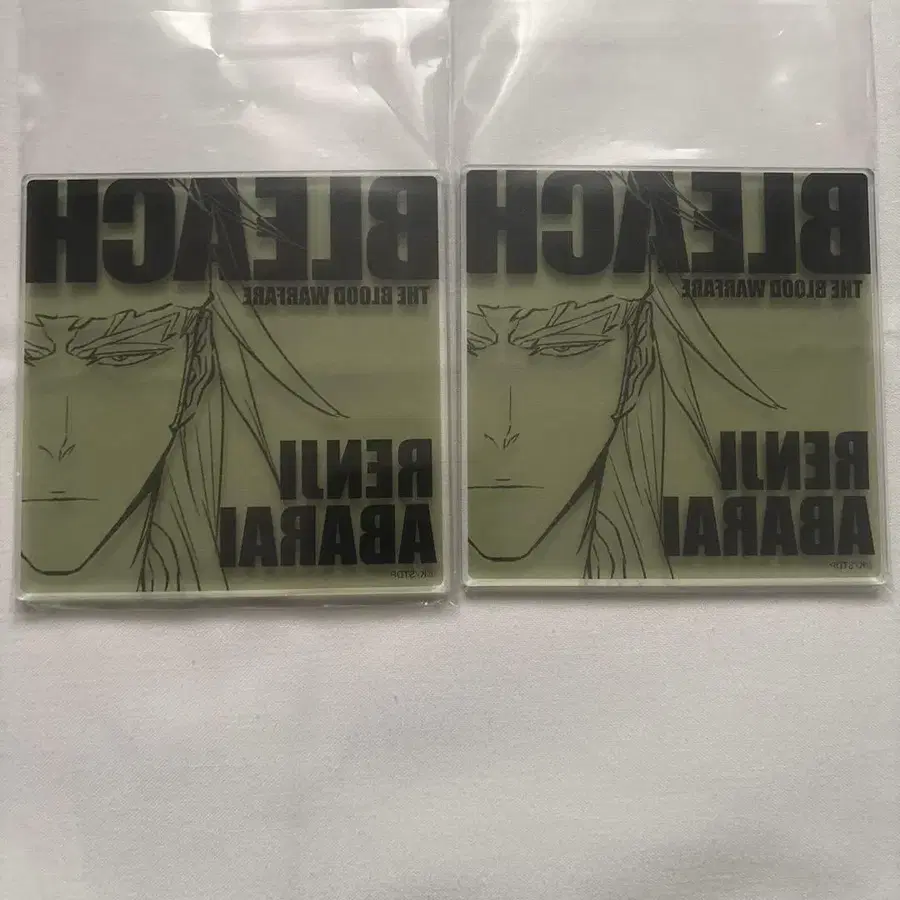 BLEACH
THE BLOOD WARFARE
RENJI
ABARAI
BLEACH
THE BLOOD WARFARE
RENJI
ABARAI